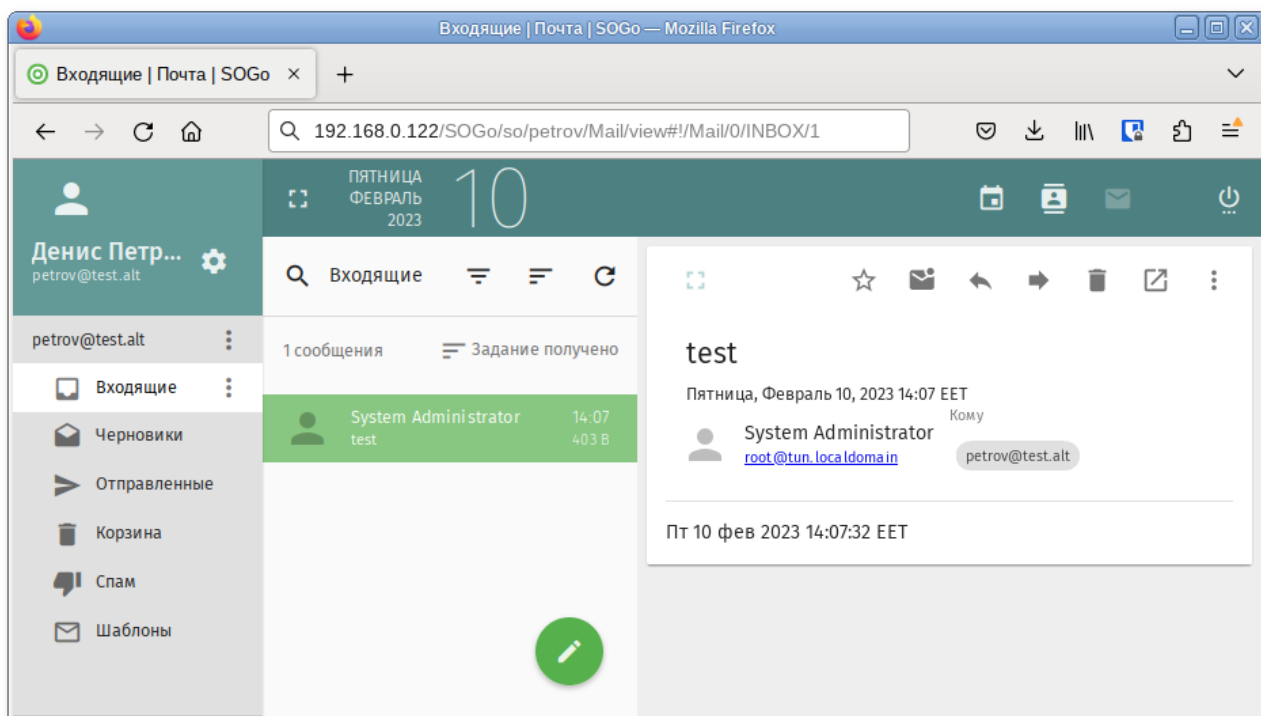 Входящие | Почта | SOGo — Mozilla Firefox
Входящие | Почта | SOGo
192.168.0.122/SOGo/so/petrov/Mail/view#!/Mail/0/INBOX/1
ПЯТНИЦА
ФЕВРАЛЬ
2023
10
Денис Петр...
petrov@test.alt
petrov@test.alt
Входящие
Черновики
Отправленные
Корзина
Спам
Шаблоны
Входящие
1 сообщения
Задание получено
System Administrator 14:07
test 403 B
test
Пятница, Февраль 10, 2023 14:07 EET
Кому
System Administrator
root@tun.localdomain
petrov@test.alt
Пт 10 фев 2023 14:07:32 EET